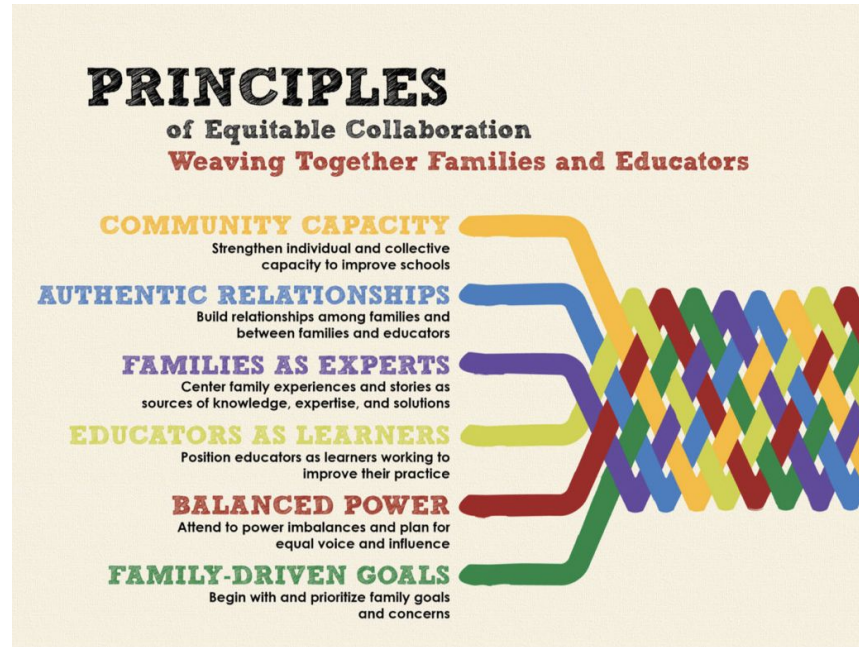 PRINCIPLES
of Equitable Collaboration
Weaving Together Families and Educators
COMMUNITY CAPACITY
Strengthen individual and collective
capacity to improve schools
AUTHENTIC RELATIONSHIPS
Build relationships among families and
between families and educators
FAMILIES AS EXPERTS
Center family experiences and stories as
sources of knowledge, expertise, and solutions
EDUCATORS AS LEARNERS
Position educators as learners working to
improve their practice
BALANCED POWER
Attend to power imbalances and plan for
equal voice and influence
FAMILY-DRIVEN GOALS
Begin with and prioritize family goals
and concerns